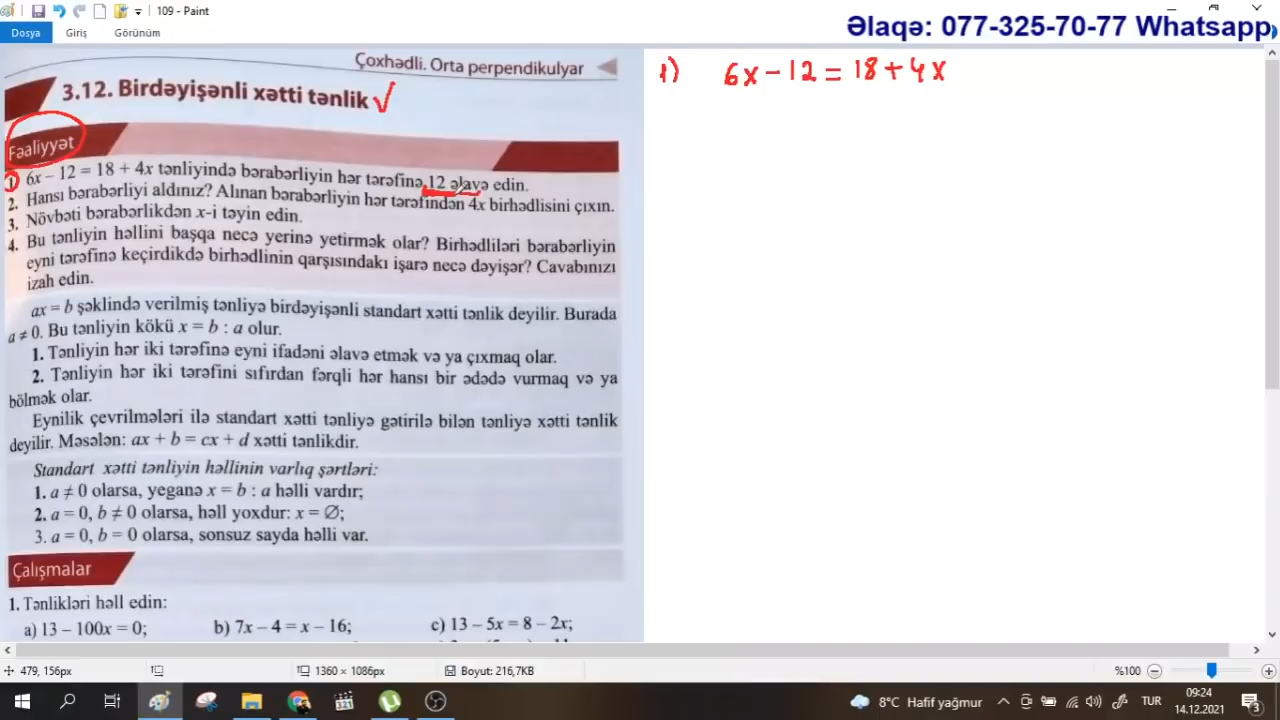 109 - Paint
Əlaqə: 077-325-70-77 Whatsapp
Dosya Giriş Görünüm
Çoxhədli. Orta perpendikulyar
3.12. Birdəyişənli xətti tənlik
Fəaliyyət
1. 6x – 12 = 18 + 4x tənliyində bərabərliyin hər tərəfinə 12 əlavə edin.
2. Hansı bərabərliyi aldınız? Alınan bərabərliyin hər tərəfindən 4x birhədlisini çıxın.
3. Növbəti bərabərlikdən x-i təyin edin.
4. Bu tənliyin həllini başqa necə yerinə yetirmək olar? Birhədliləri bərabərliyin
eyni tərəfinə keçirdikdə birhədlinin qarşısındakı işarə necə dəyişər? Cavabınızı
izah edin.
ax = b şəklində verilmiş tənliyə birdəyişənli standart xətti tənlik deyilir. Burada
a ≠ 0. Bu tənliyin kökü x = b : a olur.
1. Tənliyin hər iki tərəfinə eyni ifadəni əlavə etmək və ya çıxmaq olar.
2. Tənliyin hər iki tərəfini sıfırdan fərqli hər hansı bir ədədə vurmaq və ya
bölmək olar.
Eynilik çevrilmələri ilə standart xətti tənliyə gətirilə bilən tənliyə xətti tənlik
deyilir. Məsələn: ax + b = cx + d xətti tənlikdir.
Standart xətti tənliyin həllinin varlıq şərtləri:
1. a ≠ 0 olarsa, yeganə x = b : a həlli vardır;
2. a = 0, b ≠ 0 olarsa, həll yoxdur: x = ∅;
3. a = 0, b = 0 olarsa, sonsuz sayda həlli var.
Çalışmalar
1. Tənlikləri həll edin:
a) 13 – 100x = 0; b) 7x – 4 = x – 16; c) 13 – 5x = 8 – 2x;
1) 6x – 12 = 18 + 4x
479, 156px 1360 × 1086px Boyut: 216,7KB %100
8°C Hafif yağmur TUR 09:24
14.12.2021 3